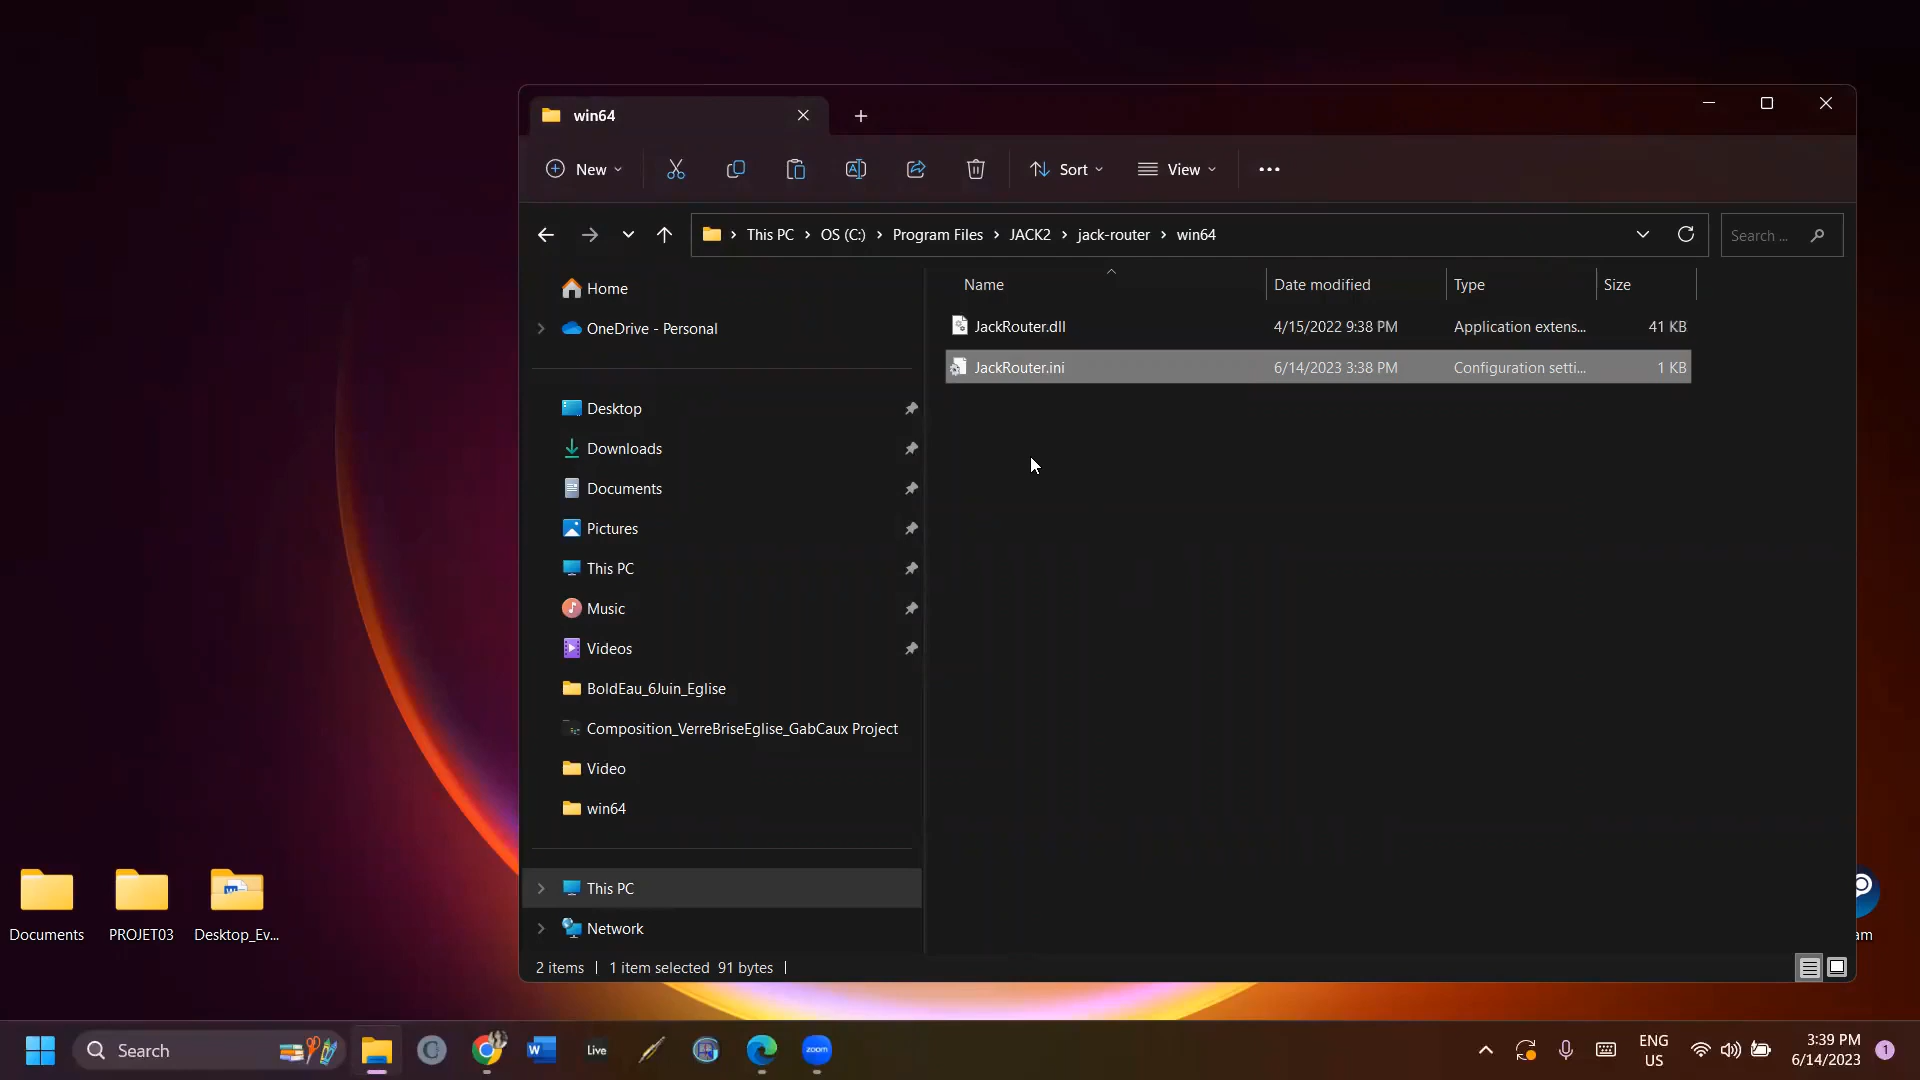 win64
New
Sort
View
This PC
OS (C:)
Program Files
JACK2
jack-router
win64
Search ...
Home
OneDrive - Personal
Desktop
Downloads
Documents
Pictures
This PC
Music
Videos
BoldEau_6Juin_Eglise
Composition_VerreBriseEglise_GabCaux Project
Video
win64
This PC
Network
Name
Date modified
Type
Size
JackRouter.dll
4/15/2022 9:38 PM
Application extens...
41 KB
JackRouter.ini
6/14/2023 3:38 PM
Configuration setti...
1 KB
2 items
1 item selected 91 bytes
Documents
PROJET03
Desktop_Ev...
am
Search
Live
zoom
ENG
US
3:39 PM
6/14/2023
1